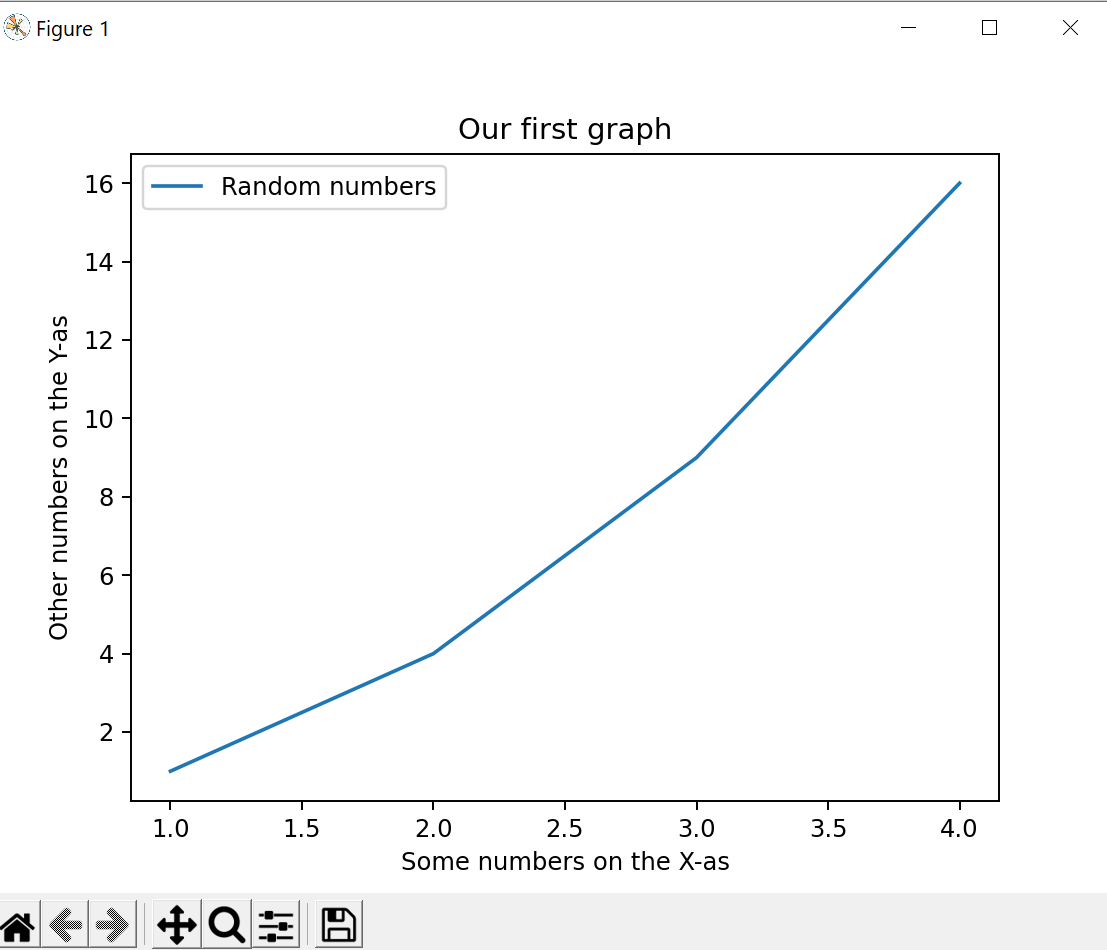 Figure 1
Our first graph
Random numbers
16
14
12
10
8
6
4
2
Other numbers on the Y-as
1.0 1.5 2.0 2.5 3.0 3.5 4.0
Some numbers on the X-as